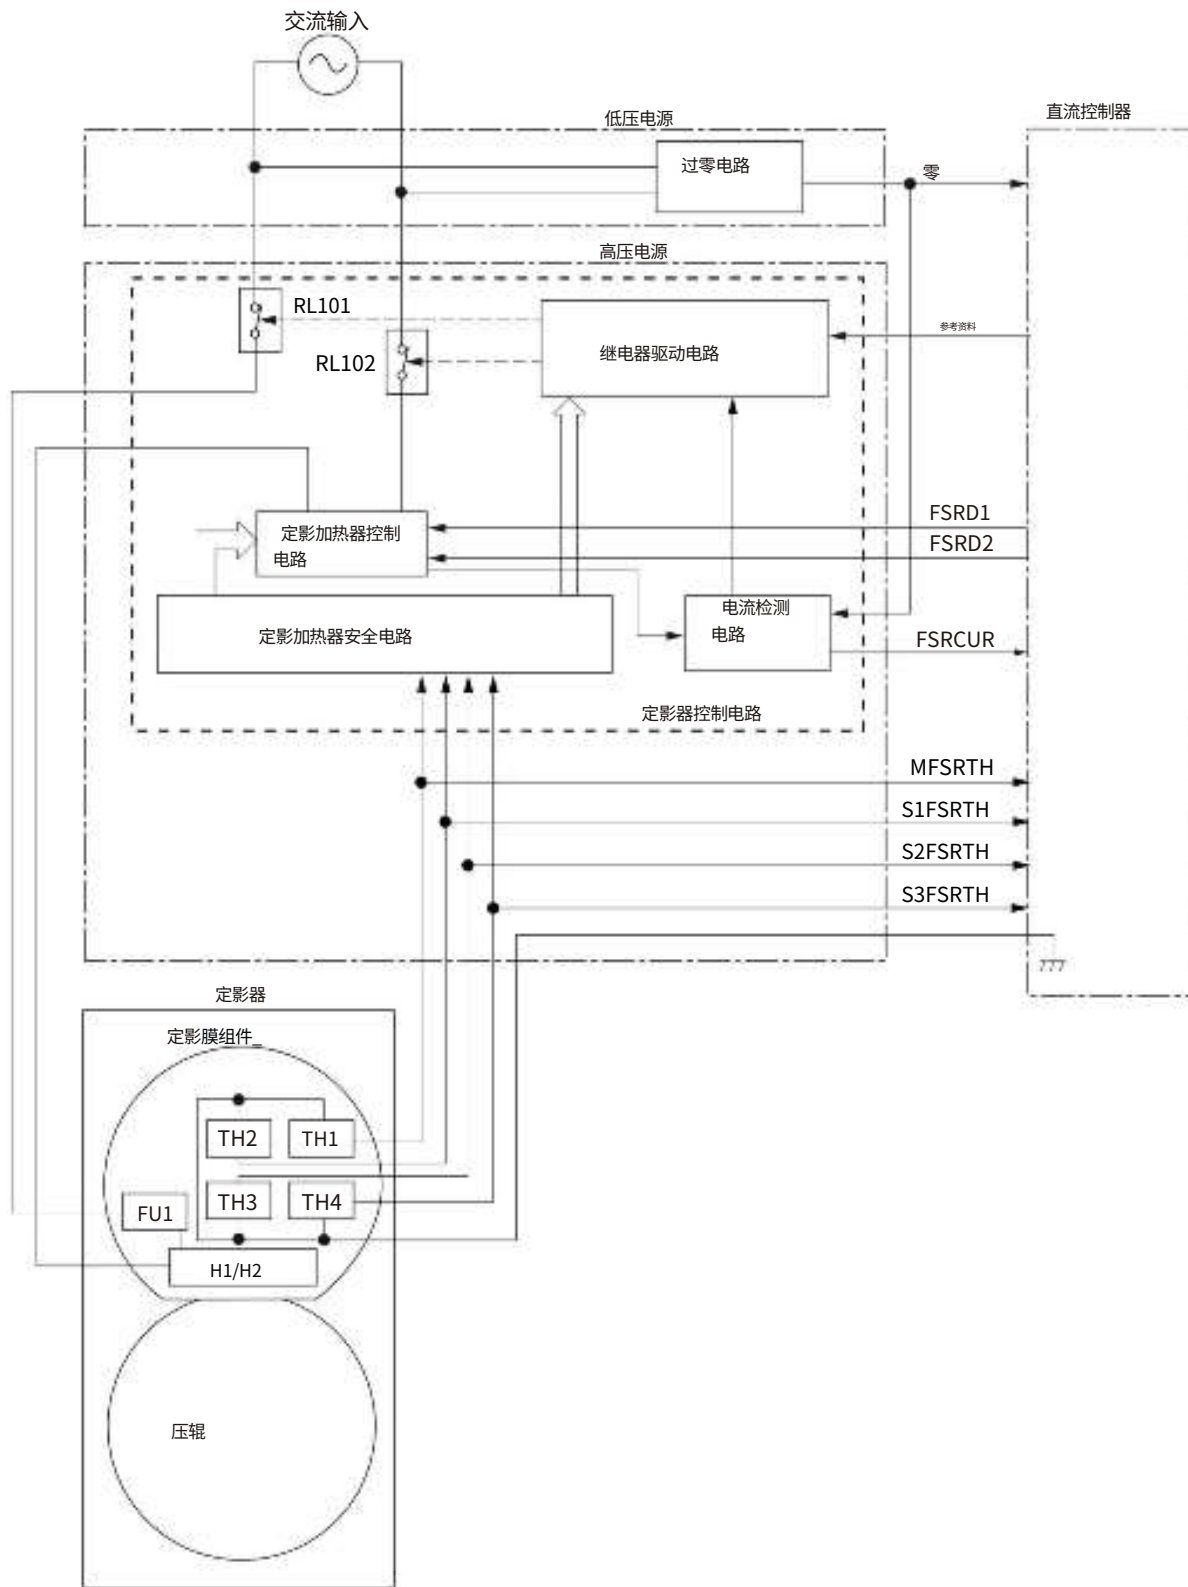 交流输入
低压电源
直流控制器
过零电路
零
高压电源
RL101
参考资料
RL102
继电器驱动电路
FSRD1
定影加热器控制
电路
FSRD2
电流检测
电路
定影加热器安全电路
FSRCUR
定影器控制电路
MFSRTH
S1FSRTH
S2FSRTH
S3FSRTH
定影器
定影膜组件_
TH2
TH1
TH3
TH4
FU1
H1/H2
压辊